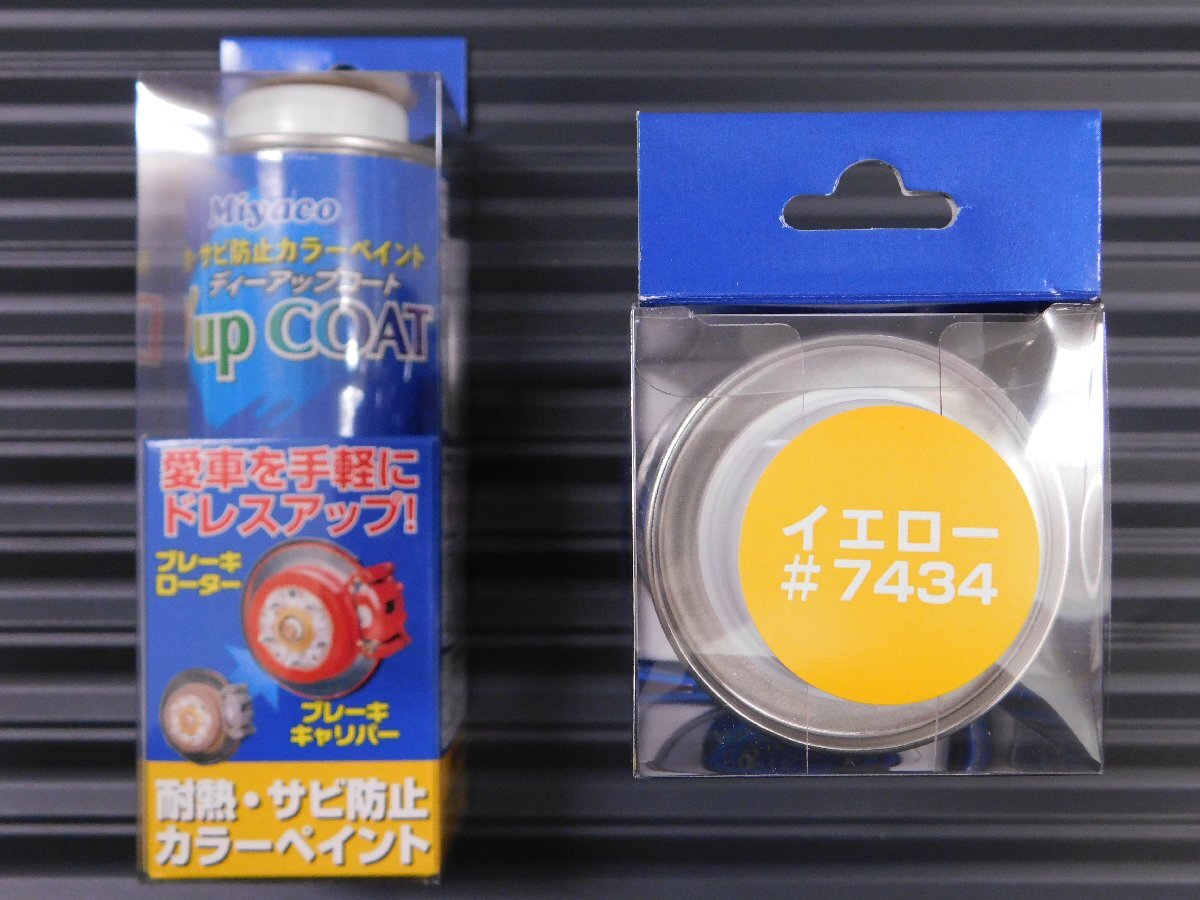 Miyaco
・サビ防止カラーペイント
ディーアップコート
up COAT
愛車を手軽に
ドレスアップ!
ブレーキ
ローター
ブレーキ
キャリパー
耐熱・サビ防止
カラーペイント
イエロー
#7434